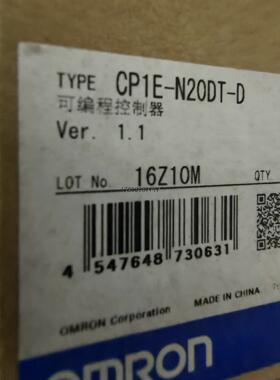 TYPE CP1E-N20DT-D
可编程控制器
Ver. 1.1
LOT No. 16Z10M QTY
4 547648 730631
OMRON Corporation MADE IN CHINA
OMRON